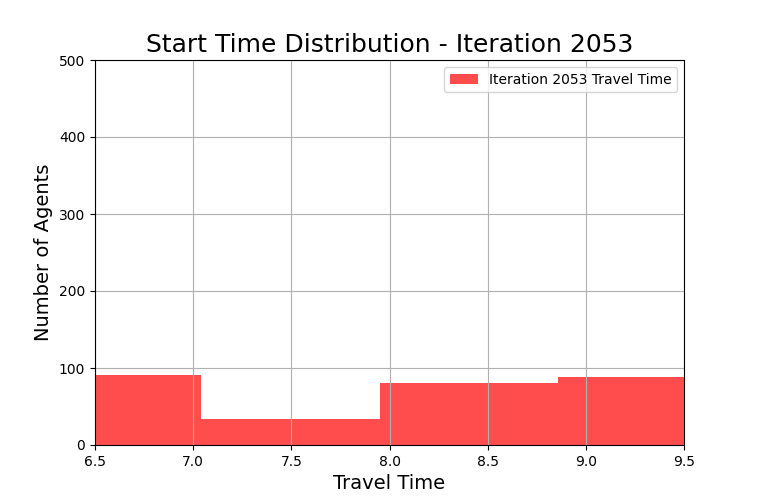 Start Time Distribution - Iteration 2053
Iteration 2053 Travel Time
Number of Agents
500
400
300
200
100
0
6.5 7.0 7.5 8.0 8.5 9.0 9.5
Travel Time